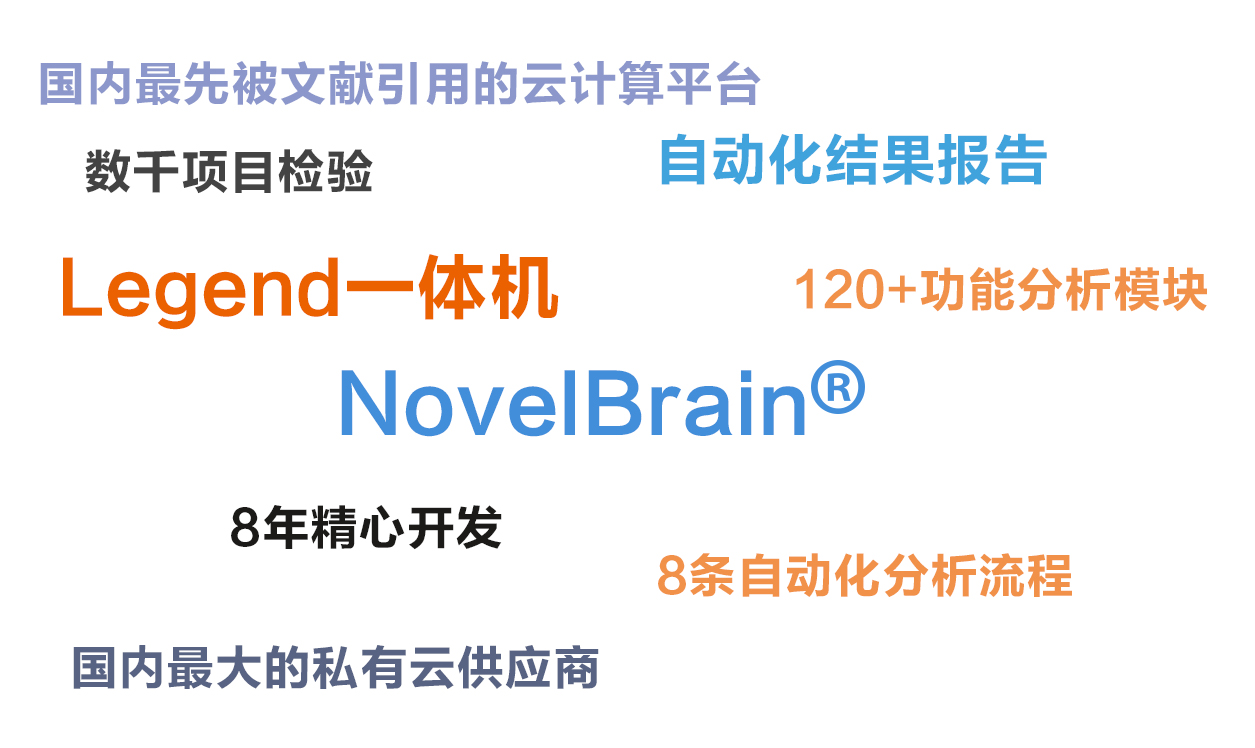 国内最先被文献引用的云计算平台
数千项目检验
自动化结果报告
Legend一体机
120+功能分析模块
NovelBrain®
8年精心开发
8条自动化分析流程
国内最大的私有云供应商